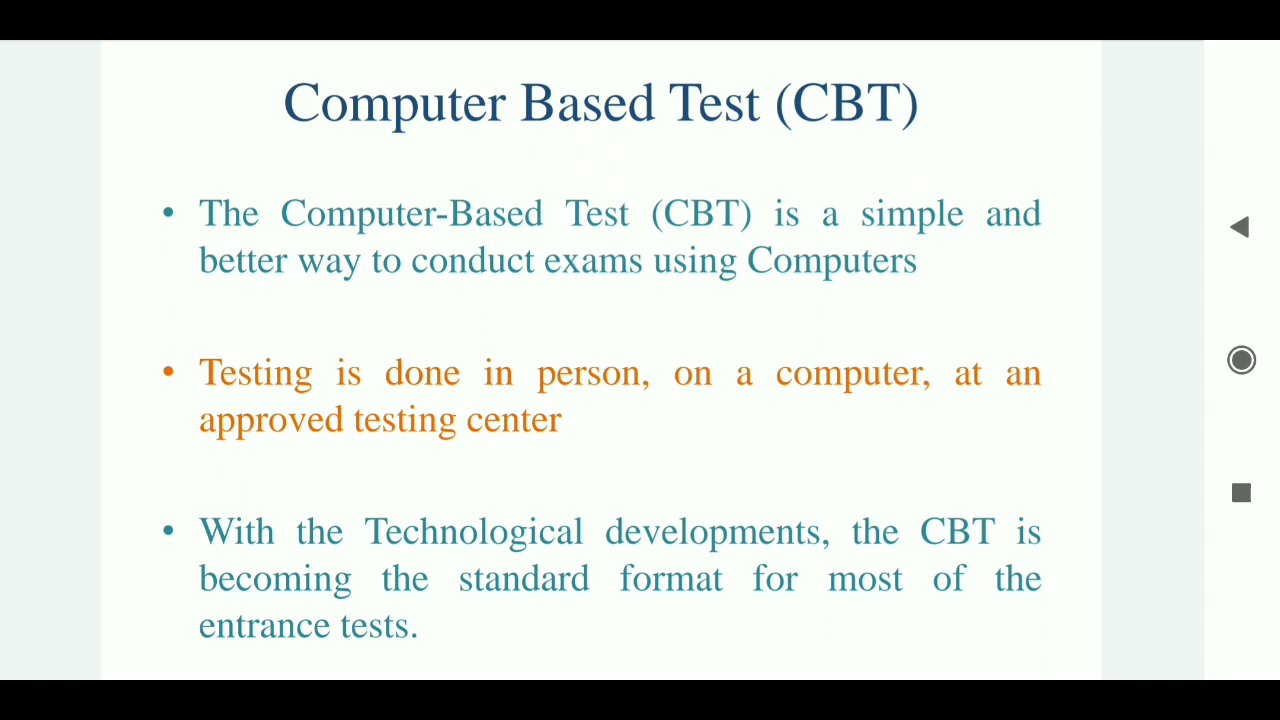 Computer Based Test (CBT)
• The Computer-Based Test (CBT) is a simple and
better way to conduct exams using Computers
• Testing is done in person, on a computer, at an
approved testing center
• With the Technological developments, the CBT is
becoming the standard format for most of the
entrance tests.